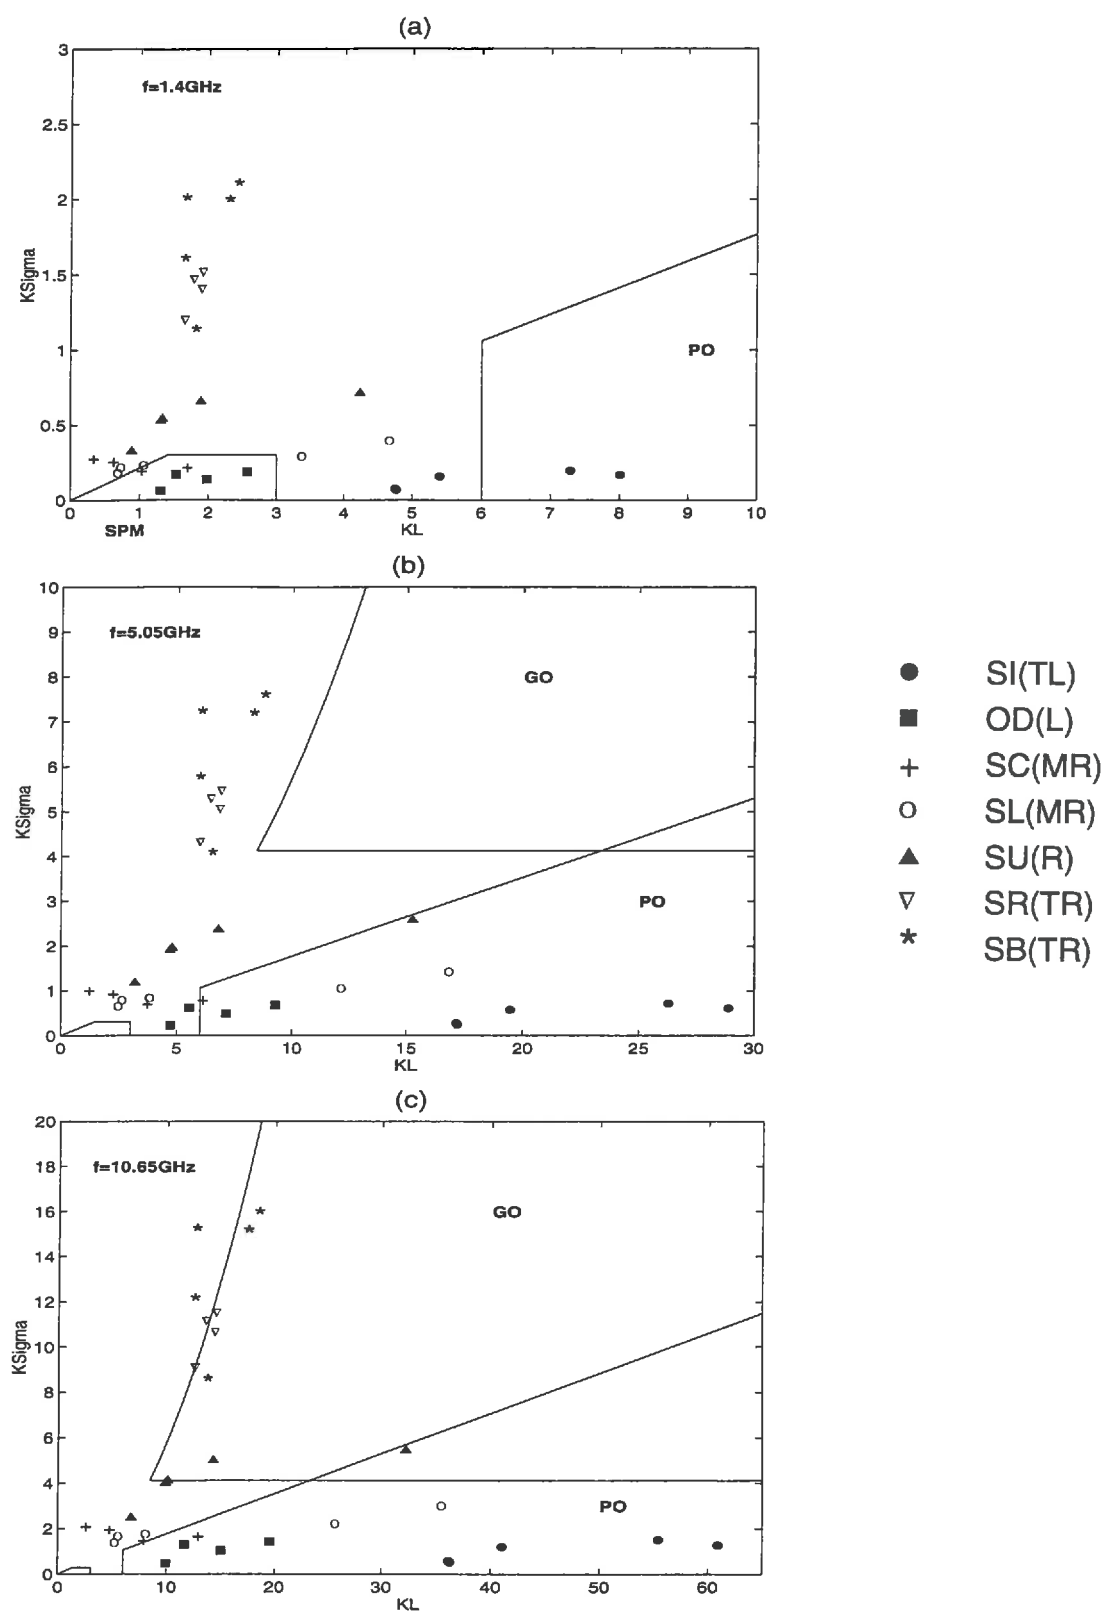 (a)
3
f=1.4GHz
2.5
2
KSigma
1.5
1
PO
0.5
0
0 1 2 3 4 5 6 7 8 9 10
SPM
KL
(b)
10
f=5.05GHz
9
8
GO
7
6
KSigma
5
4
3
PO
2
1
0
0 5 10 15 20 25 30
KL
SI(TL)
OD(L)
SC(MR)
SL(MR)
SU(R)
SR(TR)
SB(TR)
(c)
20
f=10.65GHz
18
16
GO
14
12
KSigma
10
8
6
4
PO
2
0
0 10 20 30 40 50 60
KL